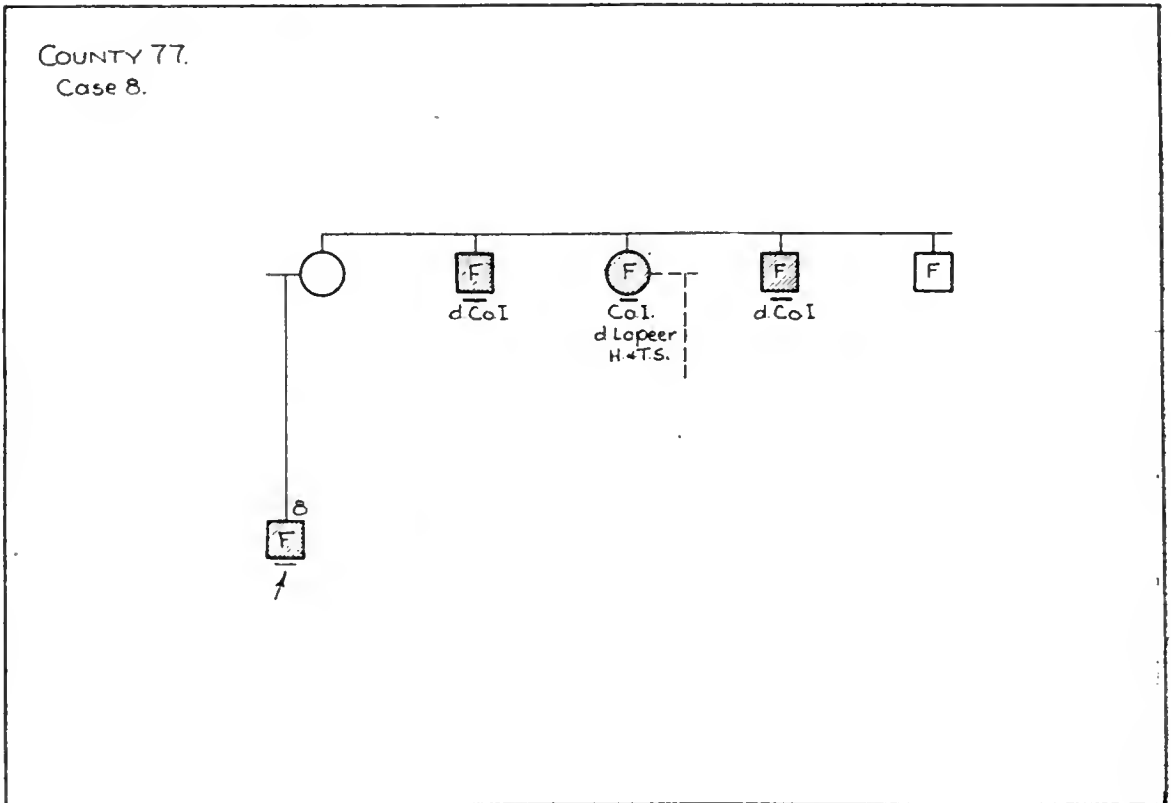 COUNTY 77.
Case 8.
F F F F
d.Co.I Co.I. d.Co.I
d Lapeer
H.&T.S.
8
F